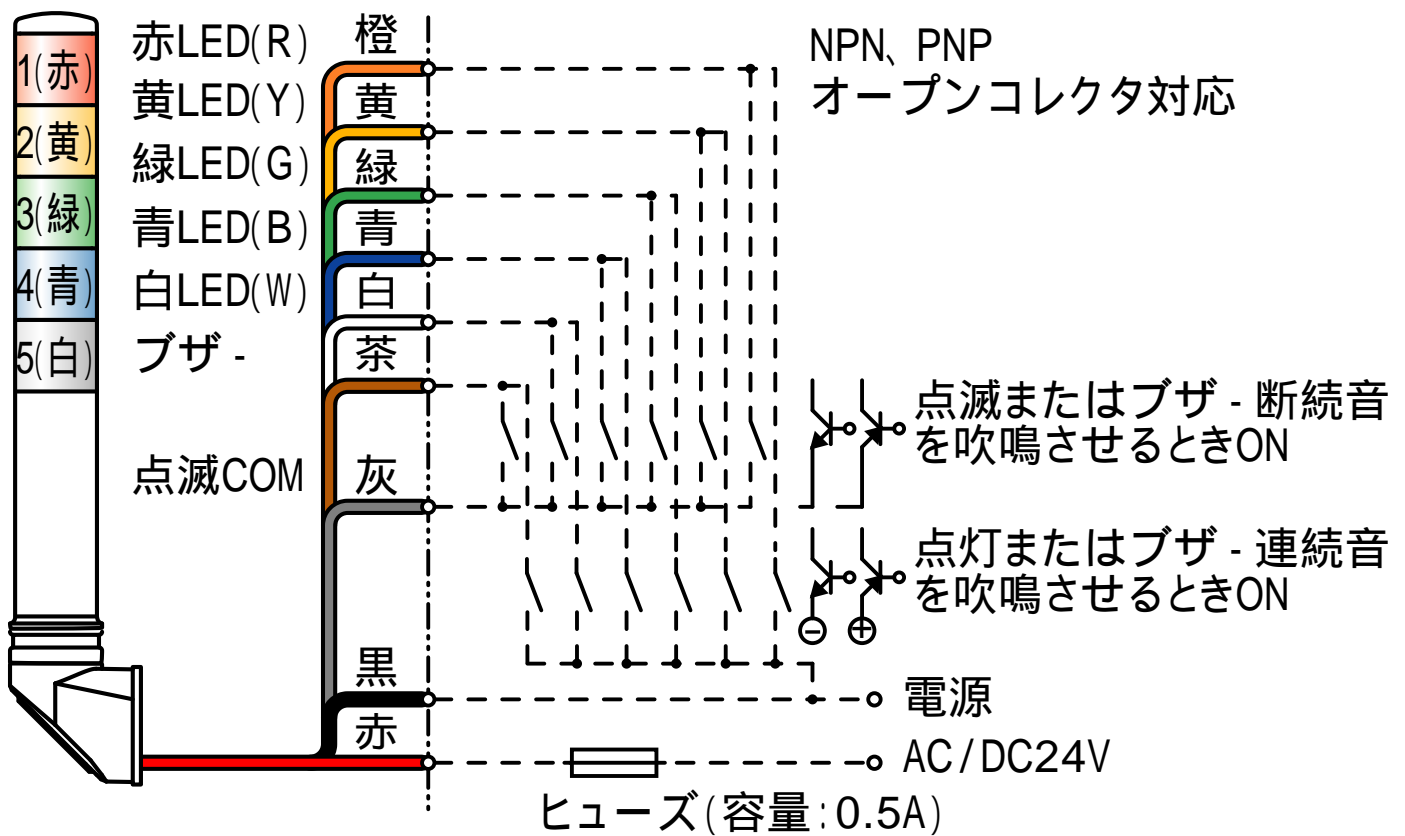 1(赤)
2(黄)
3(緑)
4(青)
5(白)
赤LED(R)
黄LED(Y)
緑LED(G)
青LED(B)
白LED(W)
ブザ-
点滅COM
橙
黄
緑
青
白
茶
灰
黒
赤
NPN、PNP
オープンコレクタ対応
点滅またはブザ-断続音
を吹鳴させるときON
点灯またはブザ-連続音
を吹鳴させるときON
電源
AC/DC24V
ヒューズ(容量:0.5A)